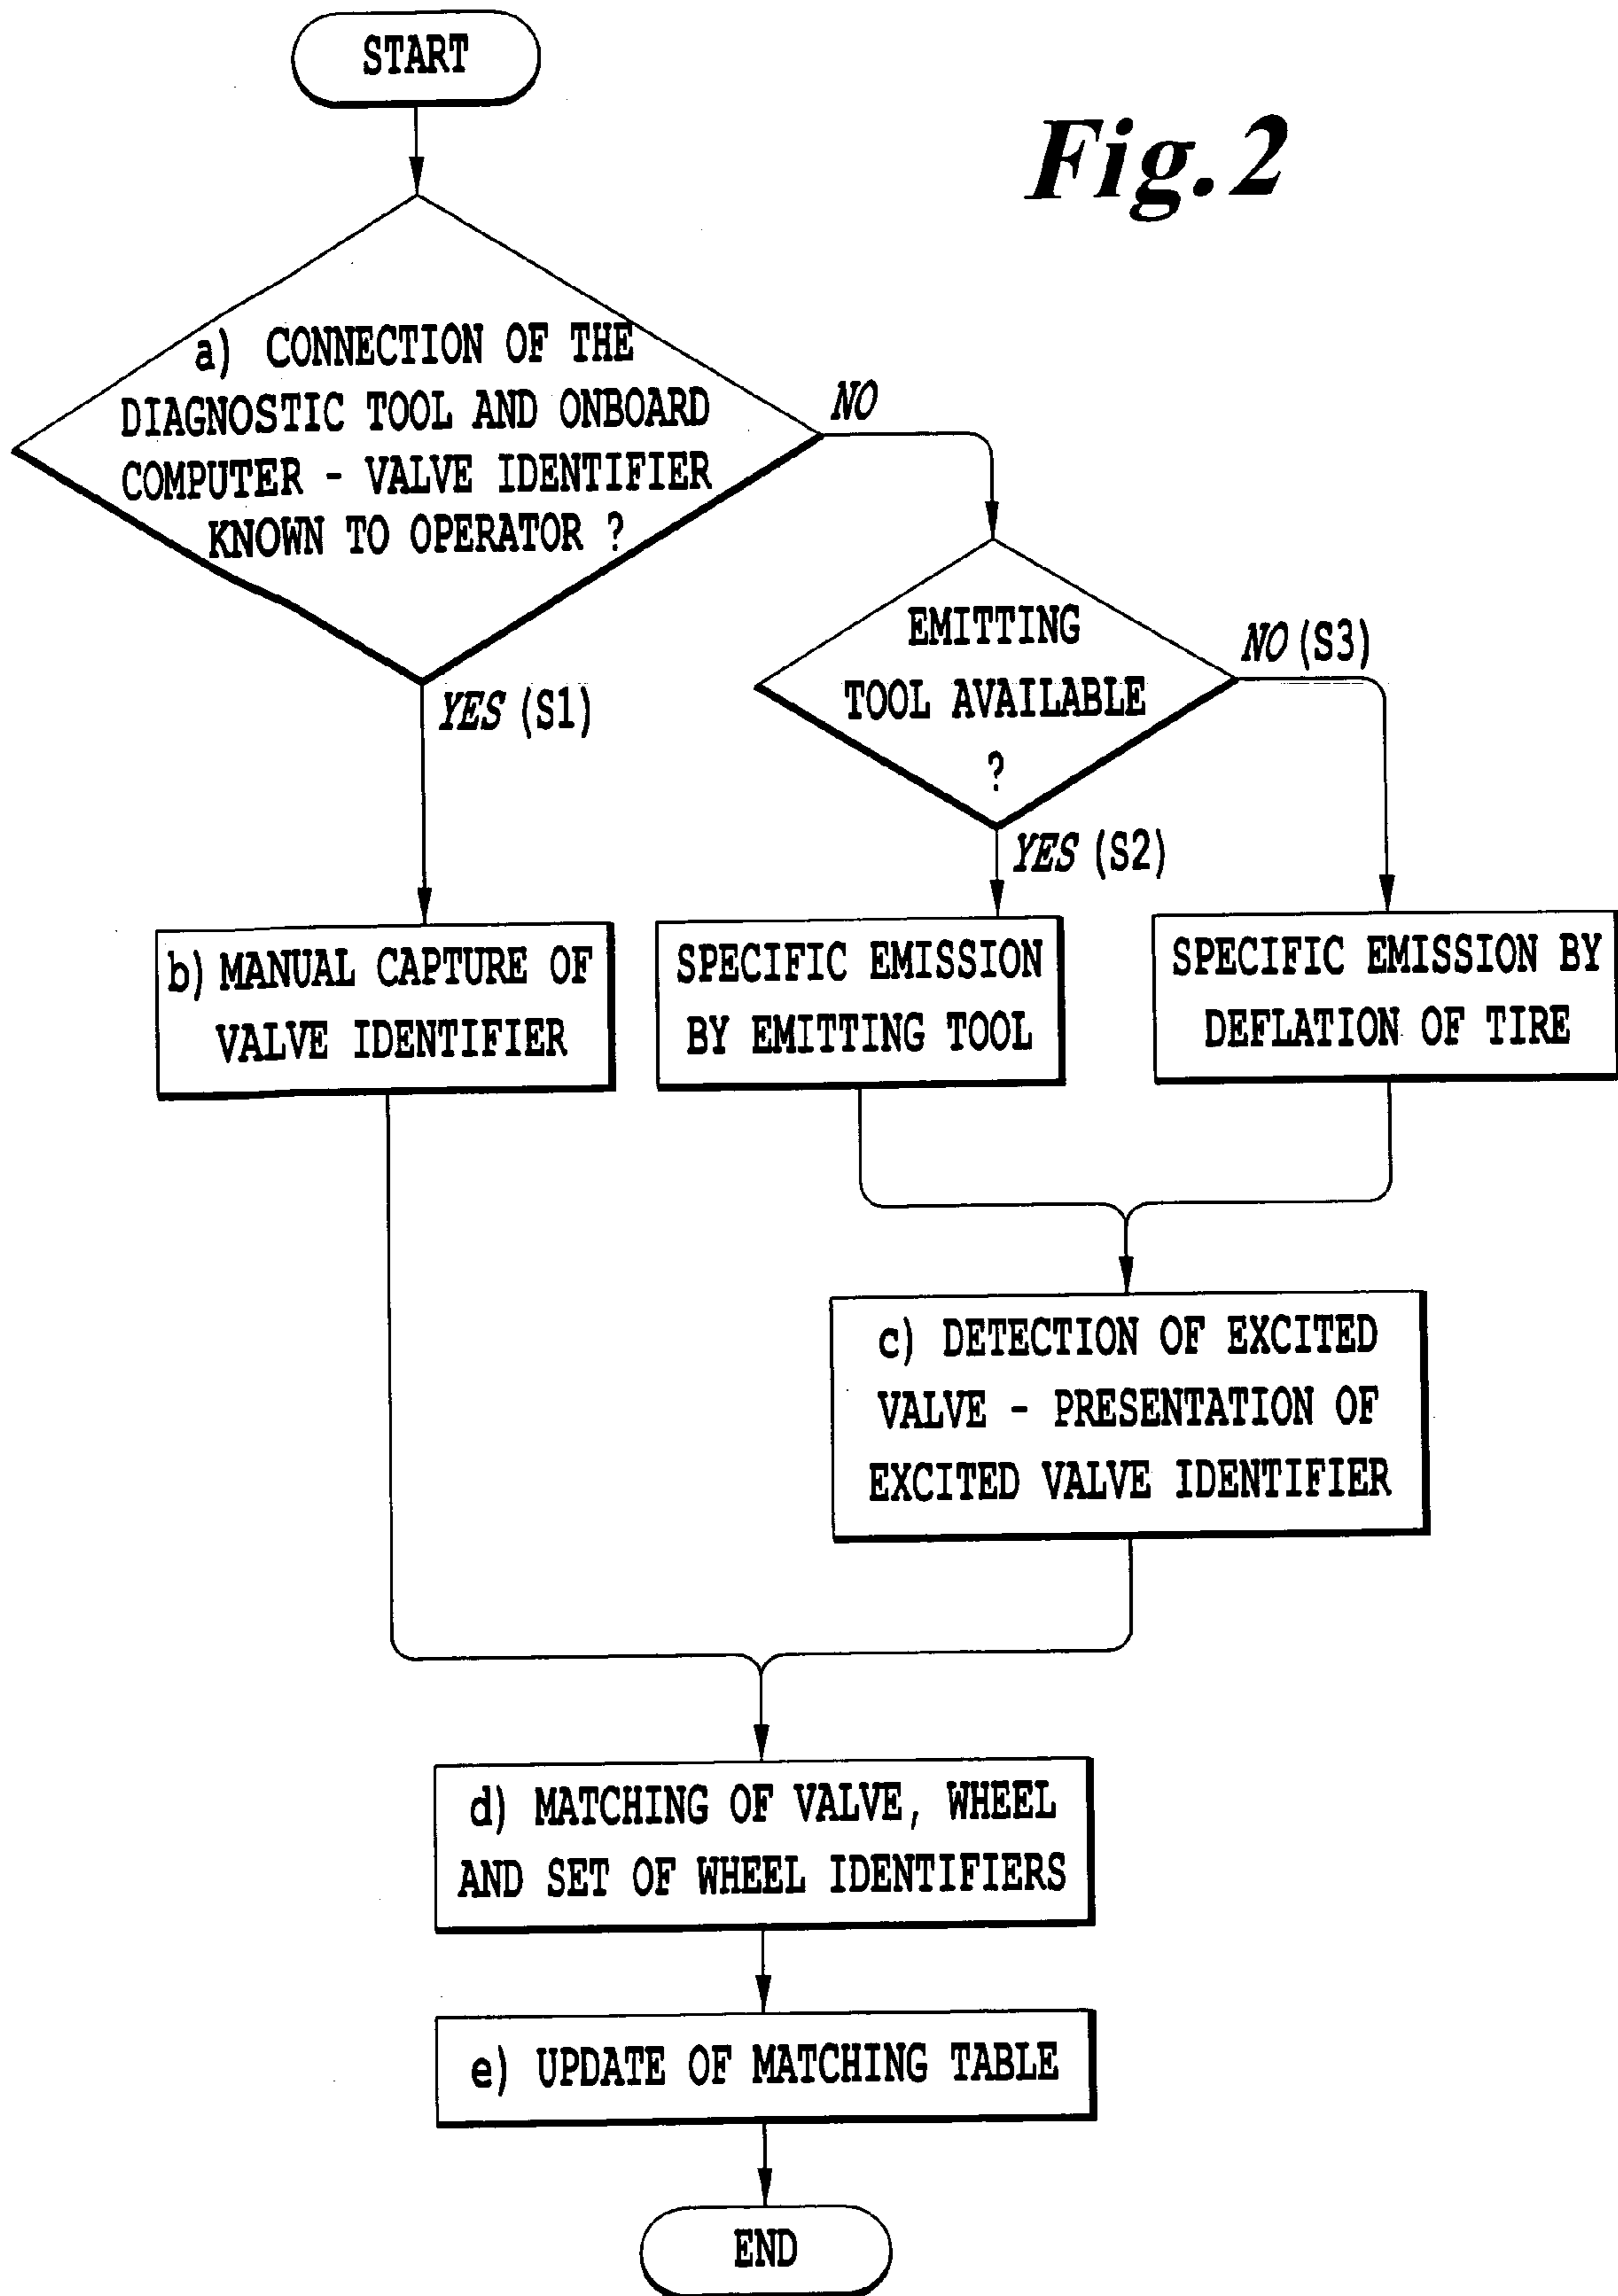 START
Fig. 2
a) CONNECTION OF THE
DIAGNOSTIC TOOL AND ONBOARD
COMPUTER - VALVE IDENTIFIER
KNOWN TO OPERATOR ?
NO
EMITTING
TOOL AVAILABLE
?
NO (S3)
YES (S1)
YES (S2)
b) MANUAL CAPTURE OF
VALVE IDENTIFIER
SPECIFIC EMISSION
BY EMITTING TOOL
SPECIFIC EMISSION BY
DEFLATION OF TIRE
c) DETECTION OF EXCITED
VALVE - PRESENTATION OF
EXCITED VALVE IDENTIFIER
d) MATCHING OF VALVE, WHEEL
AND SET OF WHEEL IDENTIFIERS
e) UPDATE OF MATCHING TABLE
END